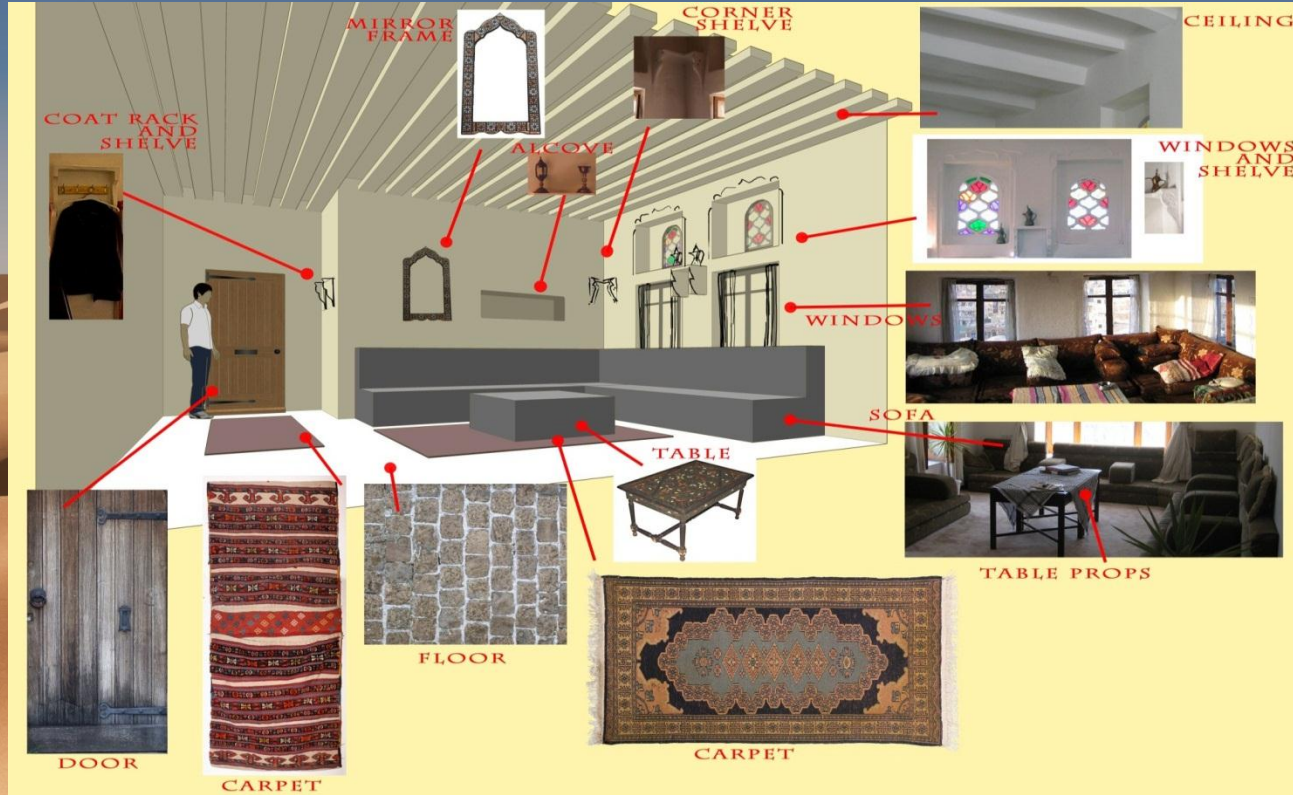 MIRROR
FRAME
CORNER
SHELVE
CEILING
COAT RACK
AND
SHELVE
ALCOVE
WINDOWS
AND
SHELVE
WINDOWS
SOFA
TABLE
TABLE PROPS
FLOOR
CARPET
DOOR
CARPET